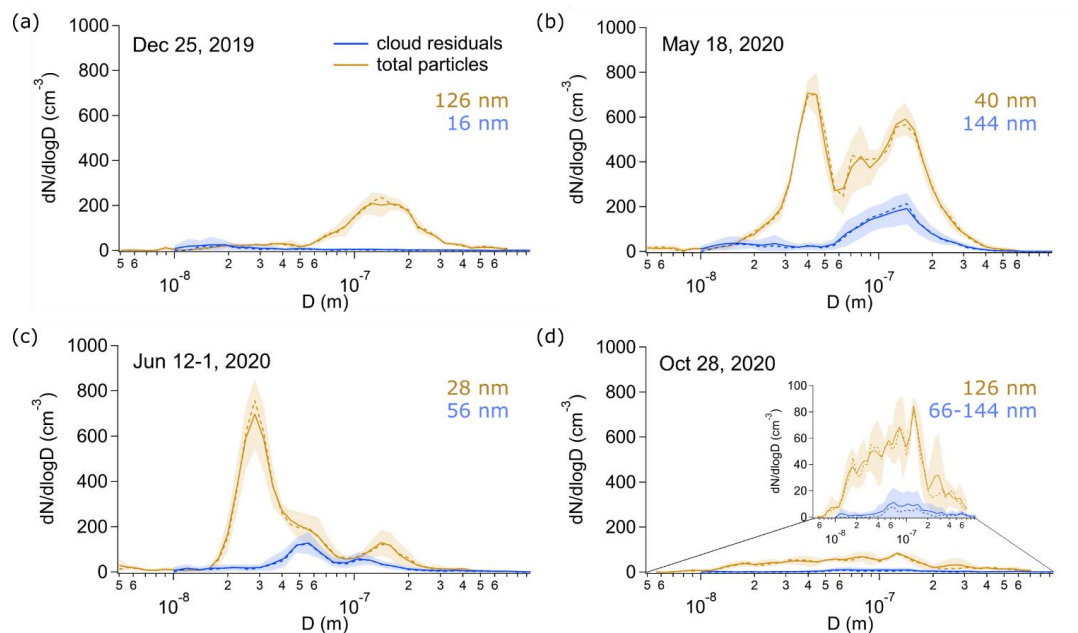 (a)
Dec 25, 2019
cloud residuals
total particles
126 nm
16 nm
1000
800
600
400
200
0
dN/dlogD (cm⁻³)
5 6 2 3 4 5 6 2 3 4 5 6
10⁻⁸ 10⁻⁷
D (m)
(b)
May 18, 2020
40 nm
144 nm
1000
800
600
400
200
0
dN/dlogD (cm⁻³)
5 6 2 3 4 5 6 2 3 4 5 6
10⁻⁸ 10⁻⁷
D (m)
(c)
Jun 12-1, 2020
28 nm
56 nm
1000
800
600
400
200
0
dN/dlogD (cm⁻³)
5 6 2 3 4 5 6 2 3 4 5 6
10⁻⁸ 10⁻⁷
D (m)
(d)
Oct 28, 2020
126 nm
66-144 nm
1000
800
600
400
200
0
dN/dlogD (cm⁻³)
100
80
60
40
20
0
dN/dlogD (cm⁻³)
6 2 4 6 2 4 6
10⁻⁸ 10⁻⁷
5 6 2 3 4 5 6 2 3 4 5 6
10⁻⁸ 10⁻⁷
D (m)